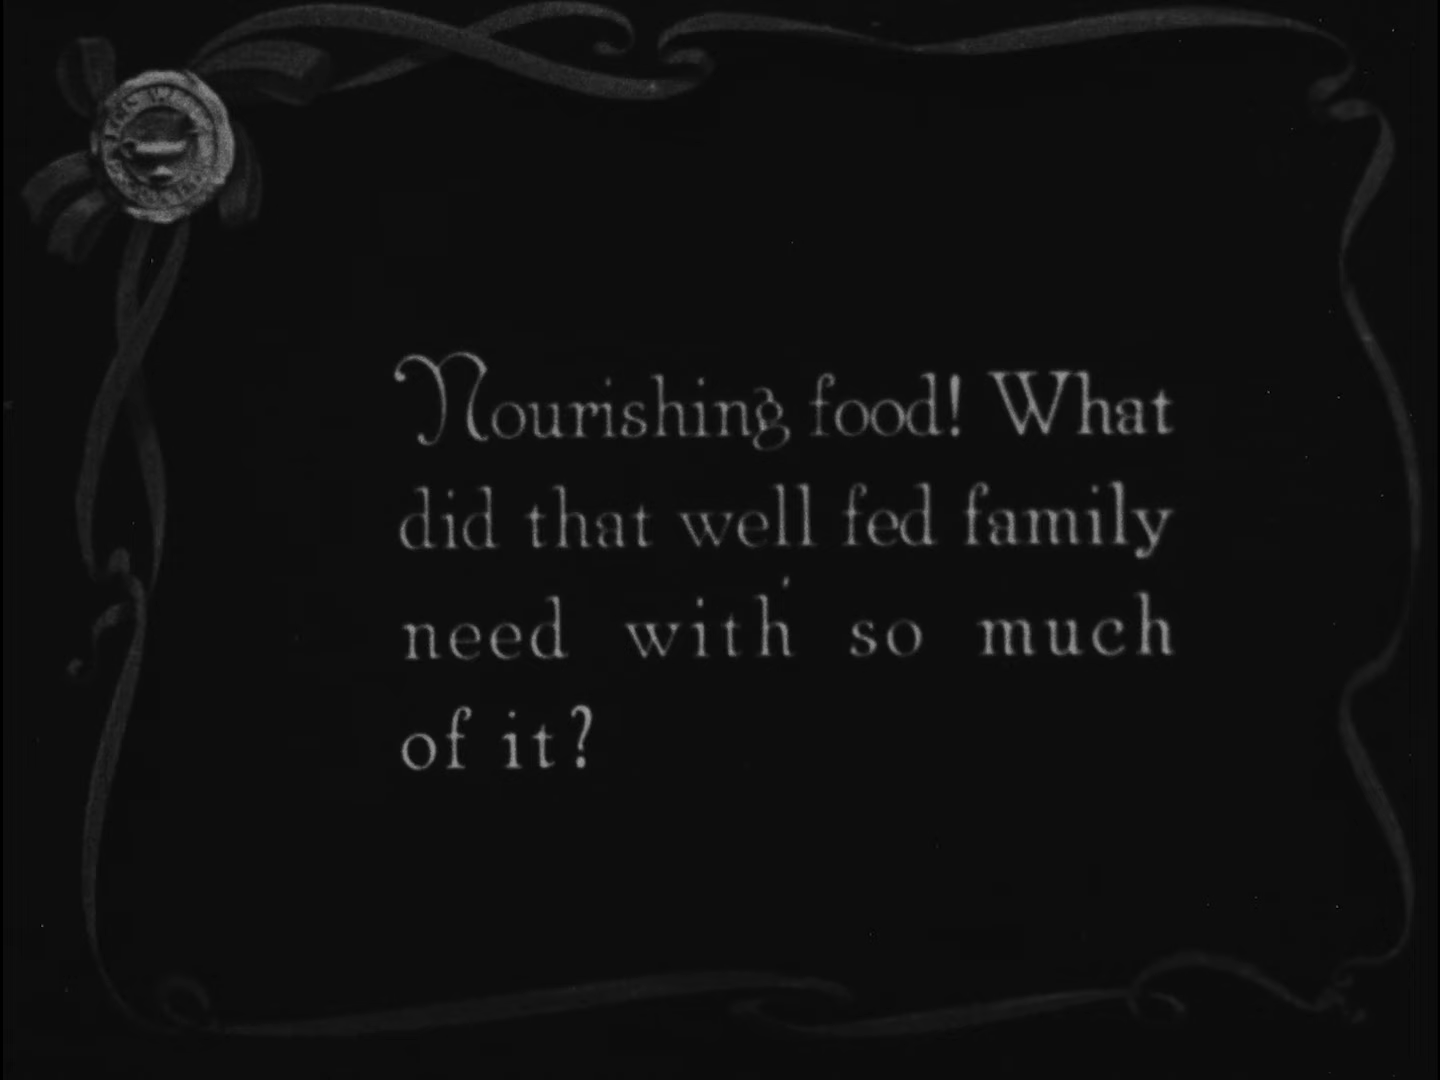 Nourishing food! What
did that well fed family
need with so much
of it?